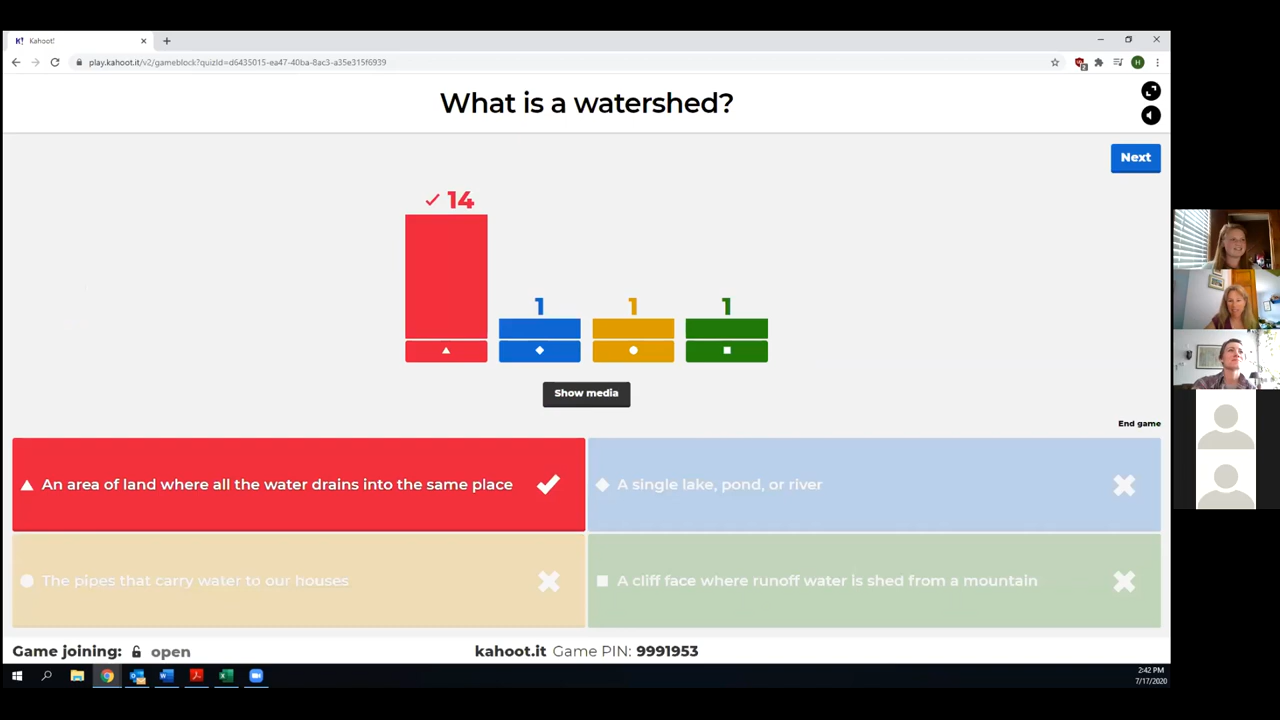 K! Kahoot!
play.kahoot.it/v2/gameblock?quizId=d6435015-ea47-40ba-8ac3-a35e315f6939
H
What is a watershed?
Next
14
1
1
1
Show media
End game
An area of land where all the water drains into the same place
A single lake, pond, or river
The pipes that carry water to our houses
A cliff face where runoff water is shed from a mountain
Game joining: open
kahoot.it Game PIN: 9991953
2:42 PM
7/17/2020